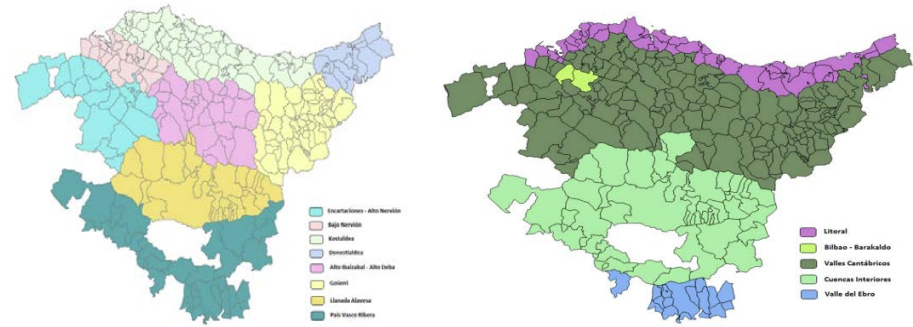 Encartaciones - Alto Nervión
Bajo Nervión
Kostaldea
Donostialdea
Alto Ibaizabal - Alto Deba
Goierri
Llanada Alavesa
País Vasco Ribera
Litoral
Bilbao - Barakaldo
Valles Cantábricos
Cuencas Interiores
Valle del Ebro